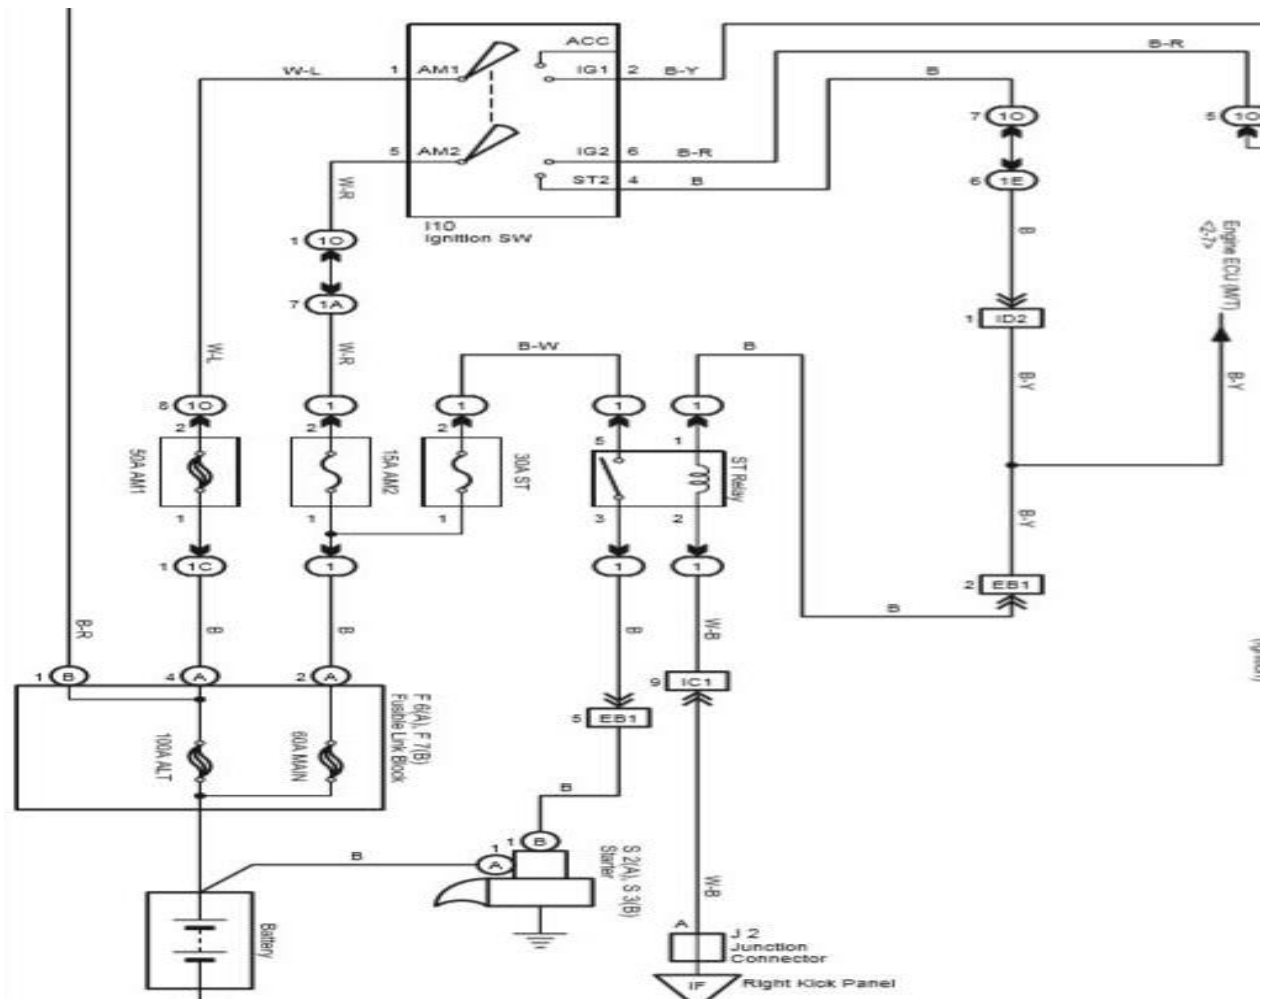 ACC
B-R
W-L
1
AM1
IG1
2
B-Y
B
7
1O
5
1O
5
AM2
IG2
6
B-R
6
1E
W-R
ST2
4
B
I10
Ignition SW
B
1
1O
Engine ECU (M/T)
<2-7>
7
1A
1
ID2
W-L
W-R
B-W
B
B-Y
B-Y
8
1O
1
1
1
1
2
2
2
5
1
50A AM1
15A AM2
30A ST
ST Relay
1
1
1
3
2
B-Y
1
1C
1
1
1
2
EB1
B
B-R
B
B
B
W-B
1
B
4
A
2
A
9
IC1
F 6(A), F 7(B)
Fusible Link Block
5
EB1
100A ALT
60A MAIN
B
1
B
1
A
B
S 2(A), S 3(B)
Starter
W-B
Battery
A
J 2
Junction
Connector
IF
Right Kick Panel